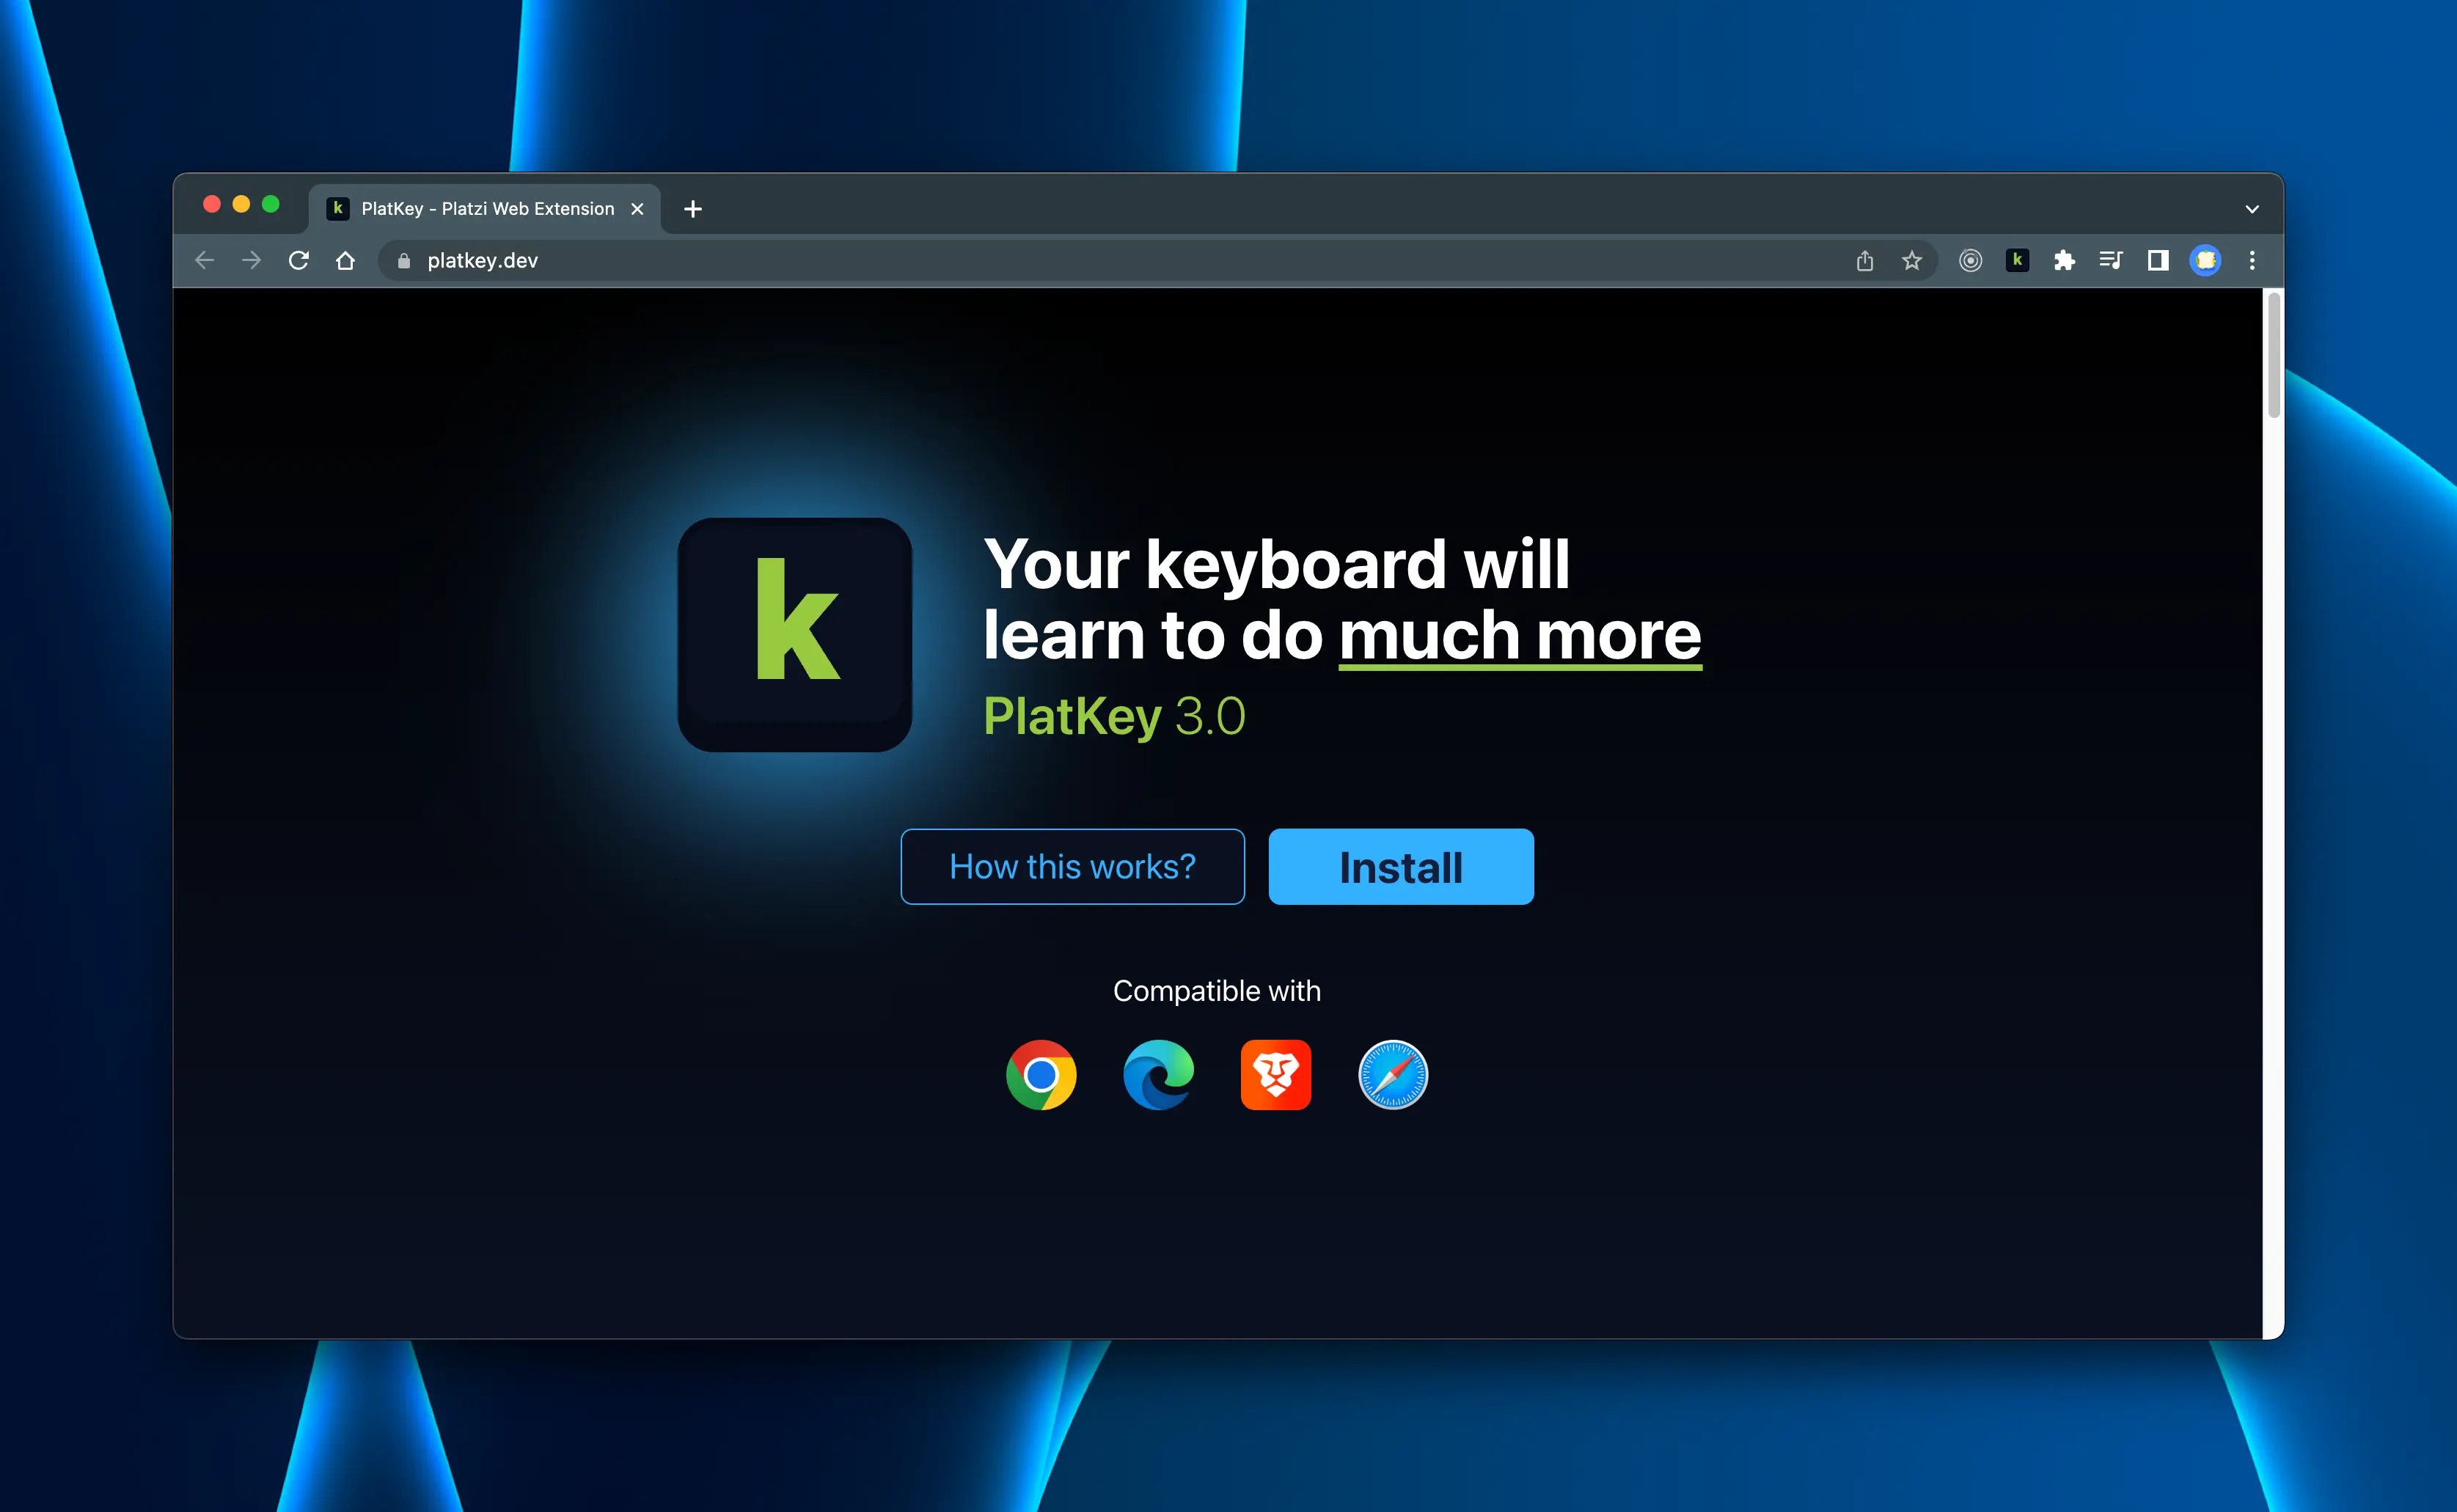 k PlatKey - Platzi Web Extension
platkey.dev
k
k
Your keyboard will
learn to do much more
PlatKey 3.0
How this works?
Install
Compatible with